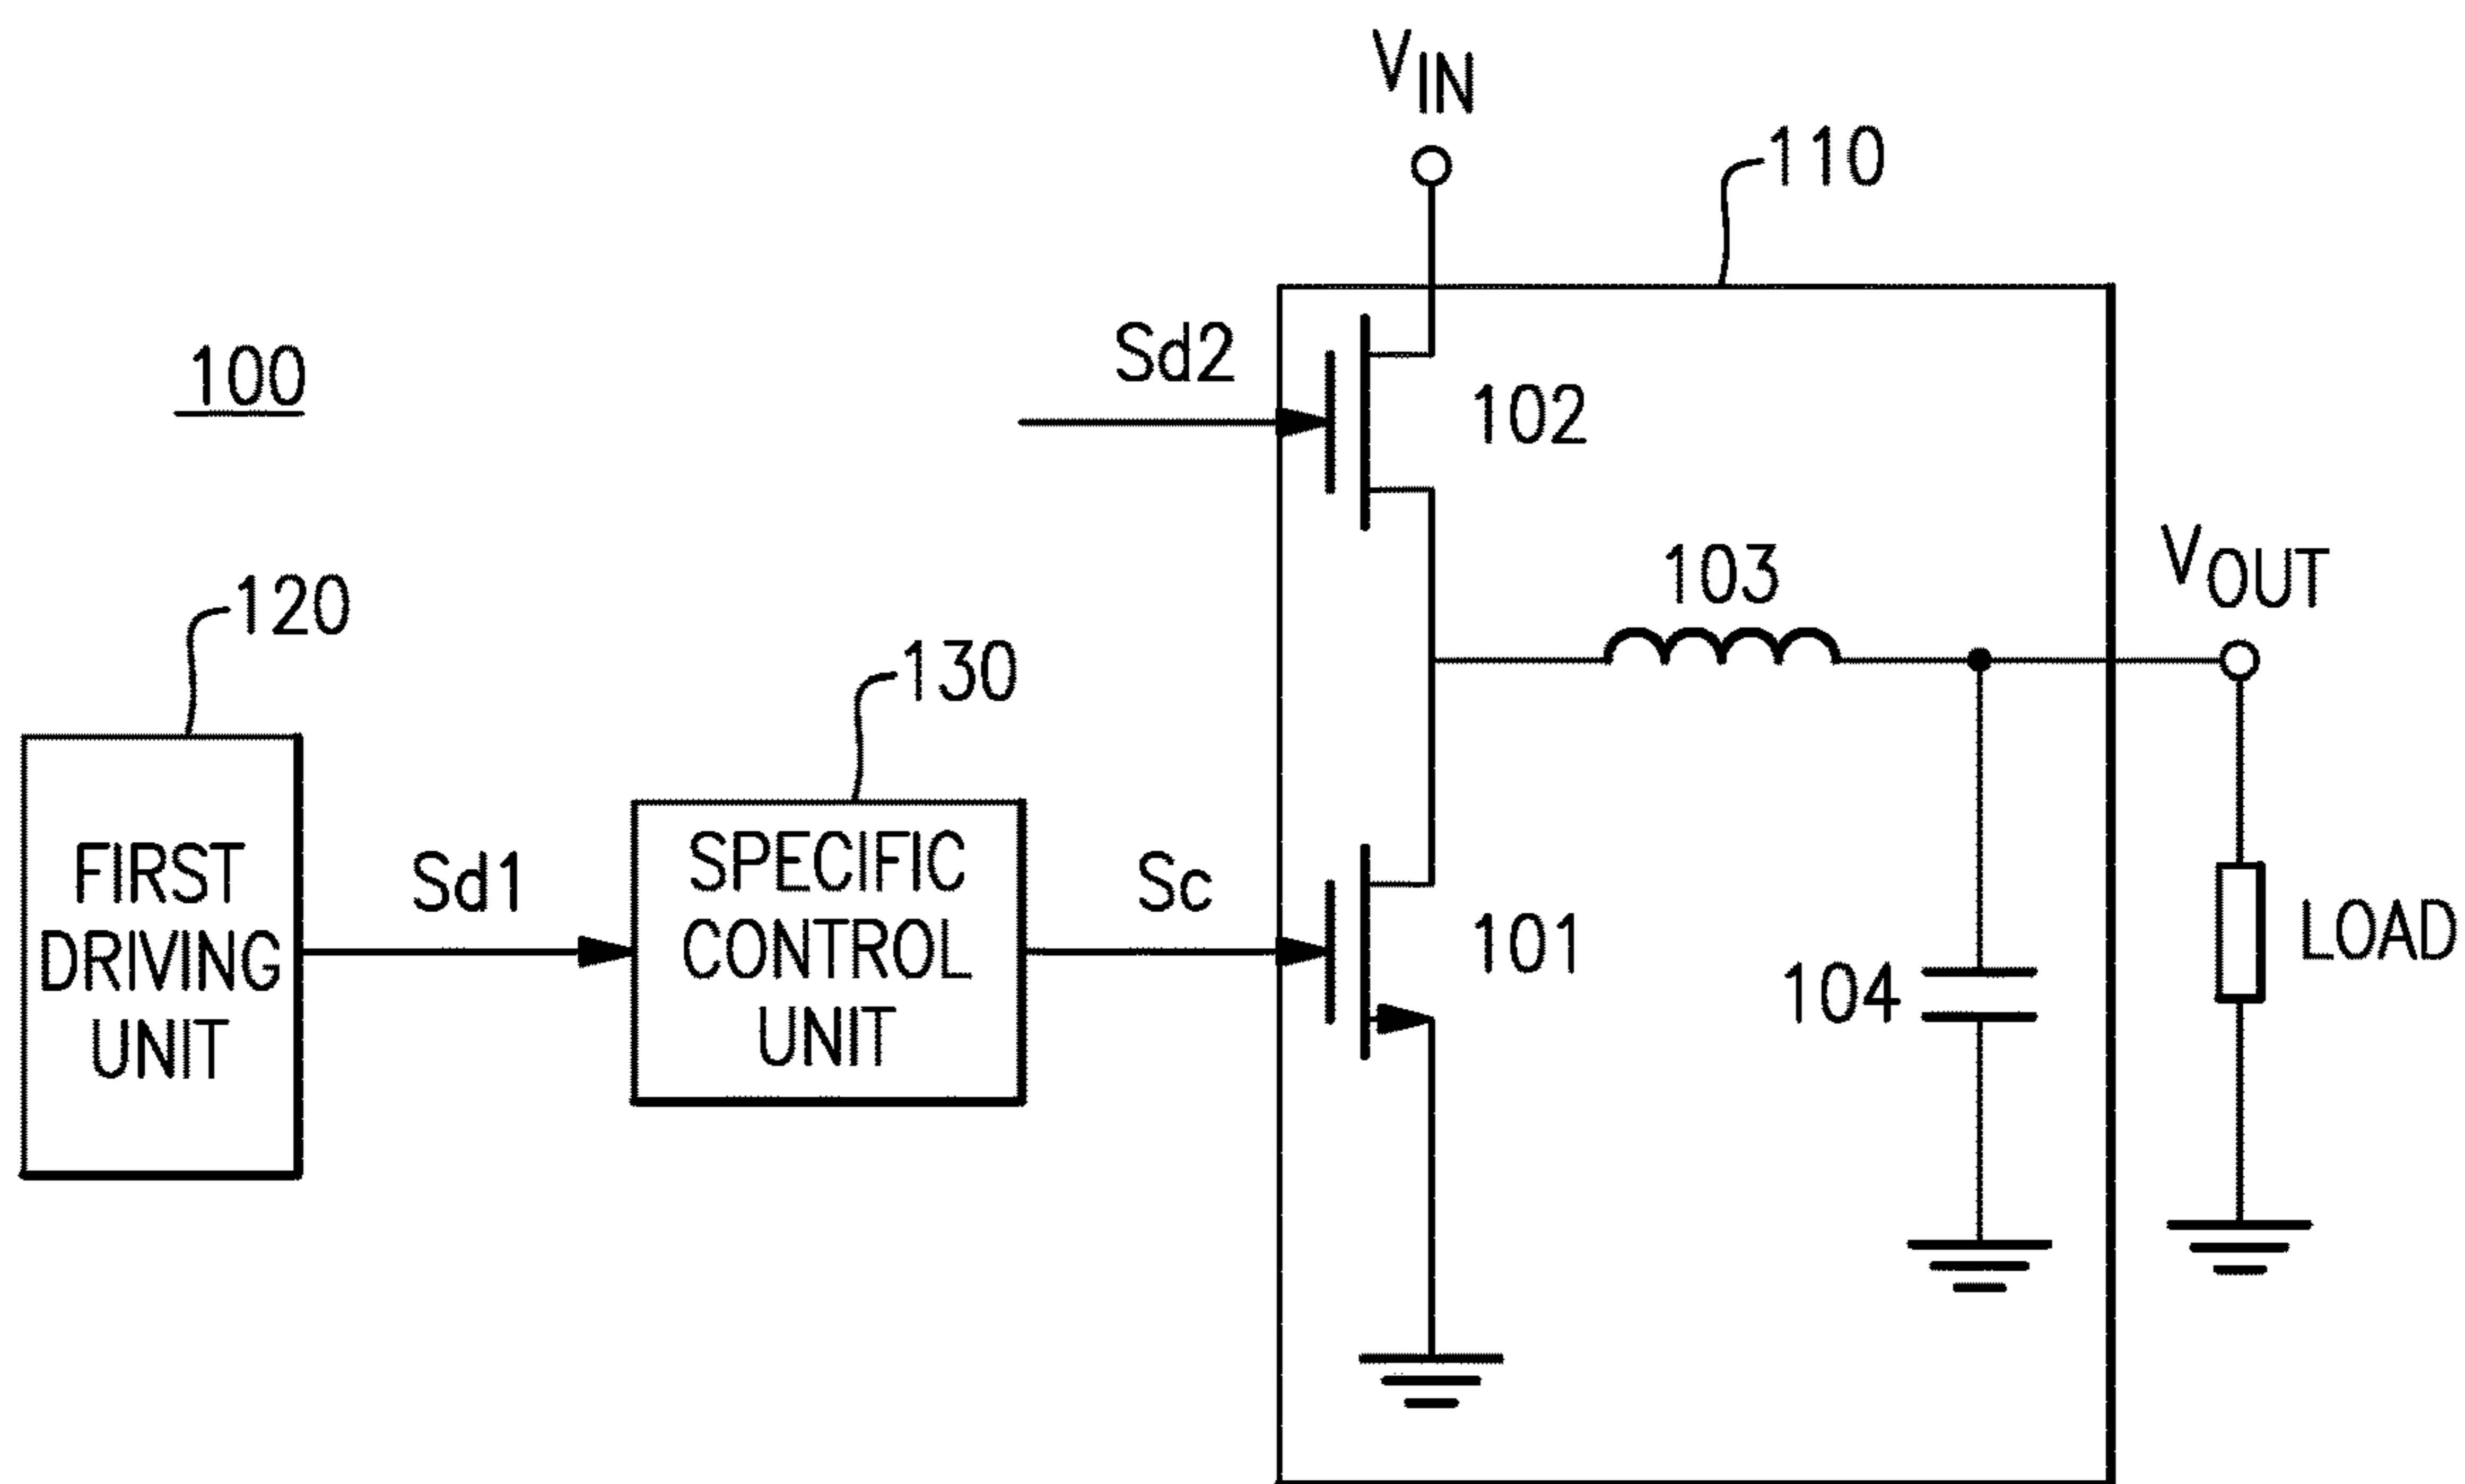 VIN
110
100
Sd2
102
103
VOUT
120
130
FIRST
DRIVING
UNIT
Sd1
SPECIFIC
CONTROL
UNIT
Sc
101
104
LOAD